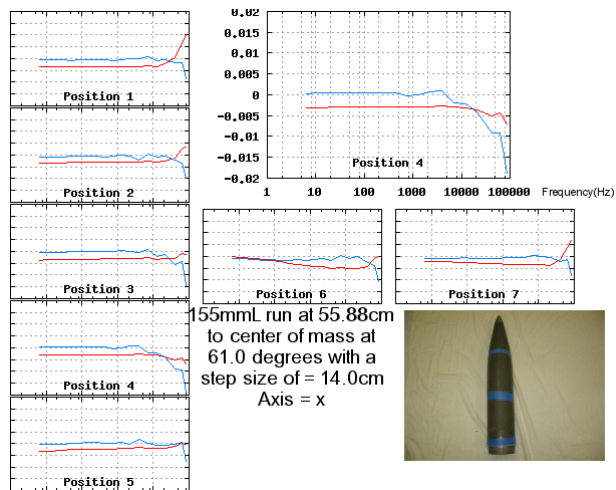 Position 1
Position 2
Position 3
Position 4
Position 5
0.02
0.015
0.01
0.005
0
-0.005
-0.01
-0.015
-0.02
Position 4
1 10 100 1000 10000 100000 Frequency(Hz)
Position 6
Position 7
155mmL run at 55.88cm
to center of mass at
61.0 degrees with a
step size of = 14.0cm
Axis = x